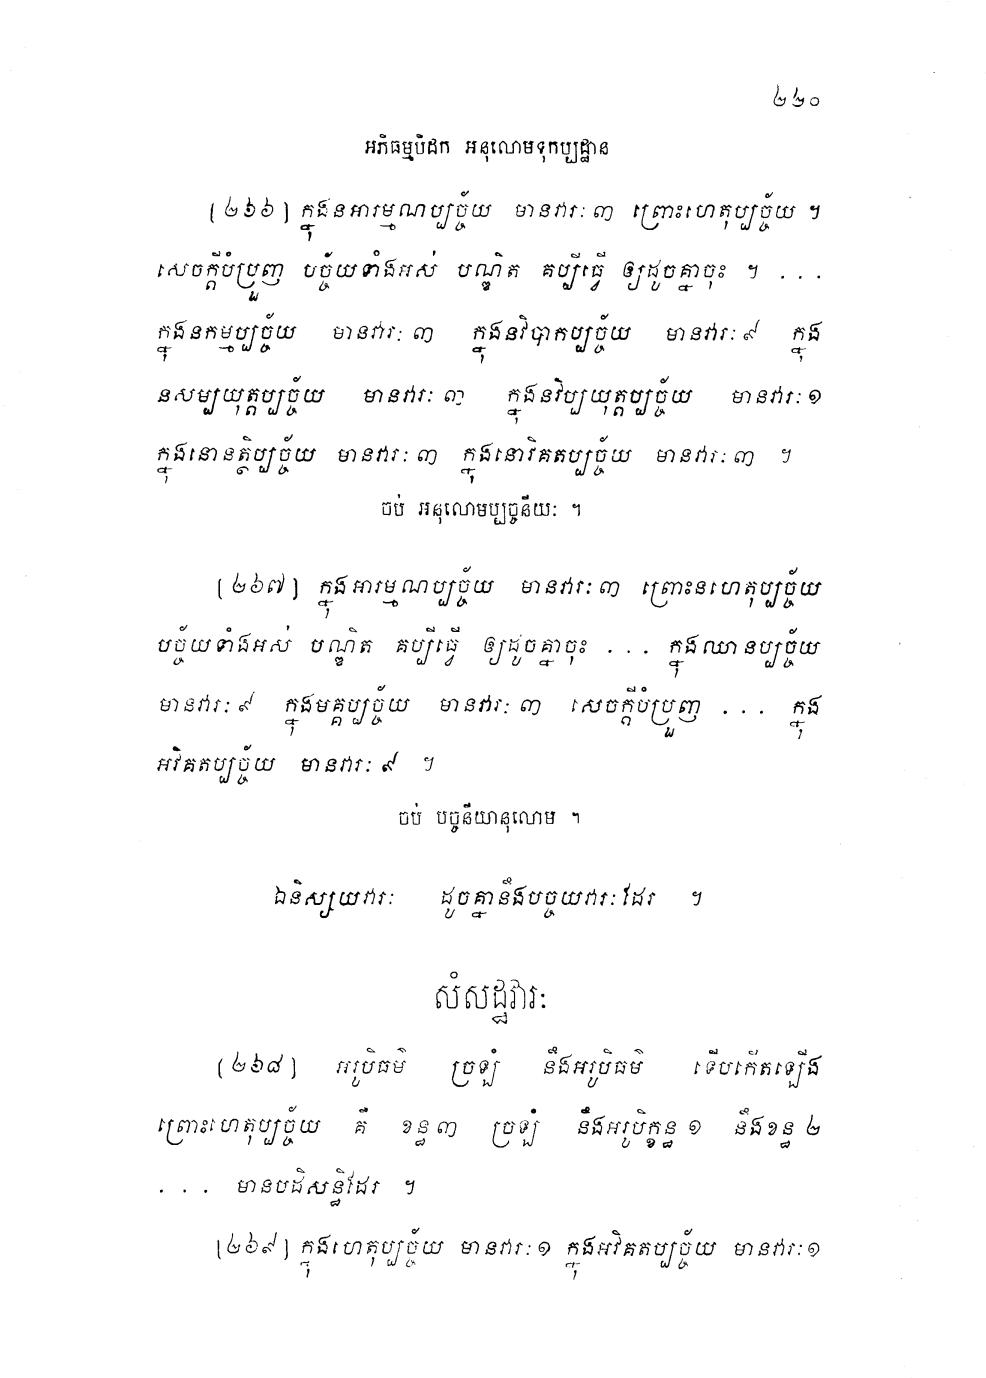 ២២០
អភិធម្មបិដក អនុលោមទុកប្បដ្ឋាន
[២៦៦] ក្នុងនអារម្មណប្បច្ច័យ មានវារៈ ៣ ព្រោះហេតុប្បច្ច័យ ។
សេចក្តីបំប្រួញ បច្ច័យទាំងអស់ បណ្ឌិត គប្បីធ្វើ ឲ្យដូចគ្នាចុះ ។ . . .
ក្នុងនកម្មប្បច្ច័យ មានវារៈ ៣ ក្នុងនវិបាកប្បច្ច័យ មានវារៈ ៩ ក្នុង
នសម្បយុត្តប្បច្ច័យ មានវារៈ ៣ ក្នុងនវិប្បយុត្តប្បច្ច័យ មានវារៈ ១
ក្នុងនោនត្ថិប្បច្ច័យ មានវារៈ ៣ ក្នុងនោវិគតប្បច្ច័យ មានវារៈ ៣ ។
ចប់ អនុលោមប្បច្ចនីយៈ ។
[២៦៧] ក្នុងអារម្មណប្បច្ច័យ មានវារៈ ៣ ព្រោះនហេតុប្បច្ច័យ
បច្ច័យទាំងអស់ បណ្ឌិត គប្បីធ្វើ ឲ្យដូចគ្នាចុះ . . . ក្នុងឈានប្បច្ច័យ
មានវារៈ ៩ ក្នុងមគ្គប្បច្ច័យ មានវារៈ ៣ សេចក្តីបំប្រួញ . . . ក្នុង
អវិគតប្បច្ច័យ មានវារៈ ៩ ។
ចប់ បច្ចនីយានុលោម ។
ឯនិស្សយវារៈ ដូចគ្នានឹងបច្ចយវារៈដែរ ។
សំសដ្ឋវារៈ
[២៦៨] អរូបិធម៌ ច្រឡំ នឹងអរូបិធម៌ ទើបកើតឡើង
ព្រោះហេតុប្បច្ច័យ គឺ ខន្ធ ៣ ច្រឡំ នឹងអរូបិក្ខន្ធ ១ នឹងខន្ធ ២
. . . មានបដិសន្ធិដែរ ។
[២៦៩] ក្នុងហេតុប្បច្ច័យ មានវារៈ ១ ក្នុងអវិគតប្បច្ច័យ មានវារៈ ១